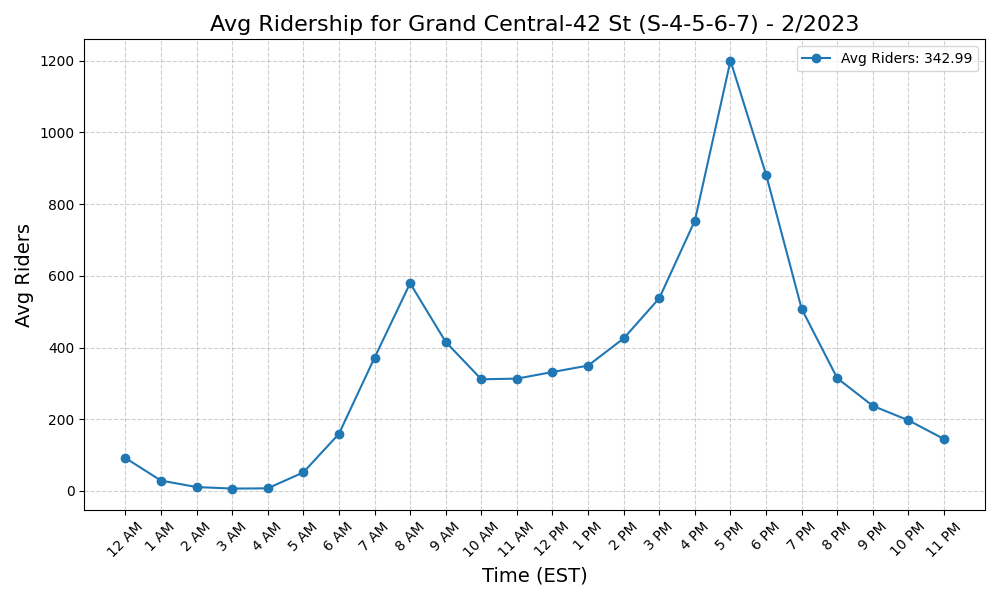 Avg Ridership for Grand Central-42 St (S-4-5-6-7) - 2/2023
Avg Riders: 342.99
Avg Riders
1200
1000
800
600
400
200
0
12 AM
1 AM
2 AM
3 AM
4 AM
5 AM
6 AM
7 AM
8 AM
9 AM
10 AM
11 AM
12 PM
1 PM
2 PM
3 PM
4 PM
5 PM
6 PM
7 PM
8 PM
9 PM
10 PM
11 PM
Time (EST)